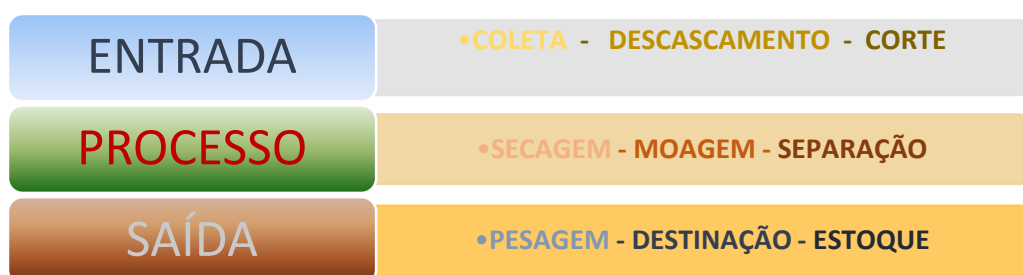 ENTRADA
•COLETA - DESCASCAMENTO - CORTE
PROCESSO
•SECAGEM - MOAGEM - SEPARAÇÃO
SAÍDA
•PESAGEM - DESTINAÇÃO - ESTOQUE